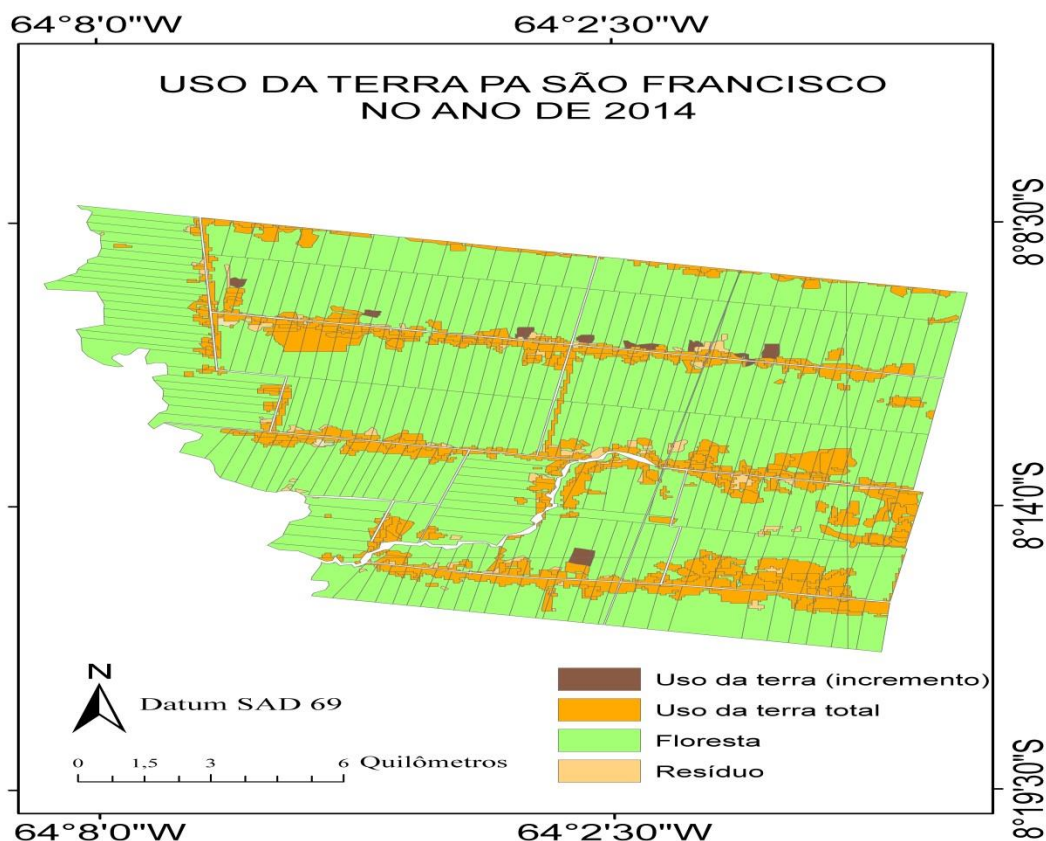 64°8'0"W 64°2'30"W
USO DA TERRA PA SÃO FRANCISCO
NO ANO DE 2014
8°8'30"S
8°14'0"S
8°19'30"S
N
Datum SAD 69
0 1,5 3 6 Quilômetros
Uso da terra (incremento)
Uso da terra total
Floresta
Resíduo
64°8'0"W 64°2'30"W